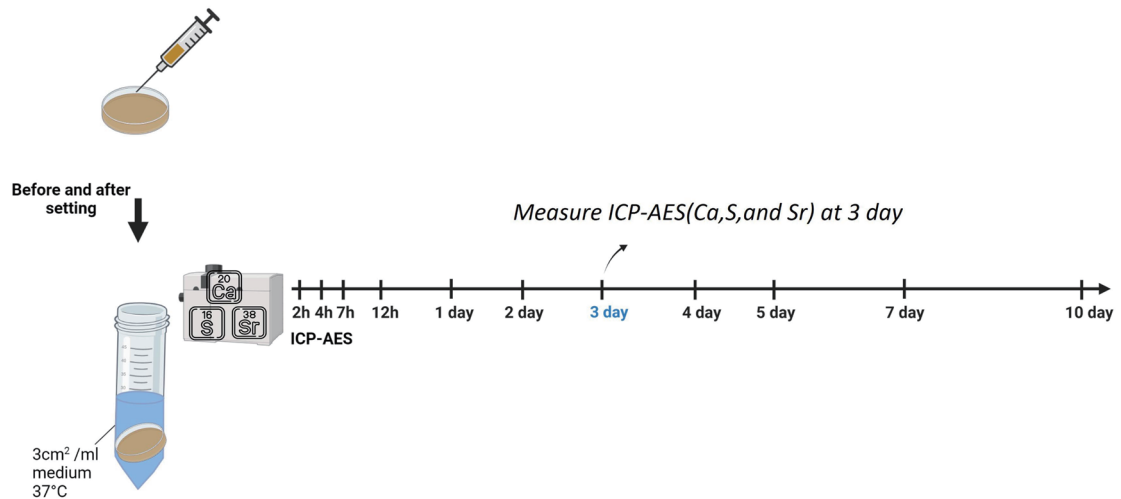 Before and after
setting
Measure ICP-AES(Ca,S,and Sr) at 3 day
20
Ca
16
S
38
Sr
2h 4h 7h 12h 1 day 2 day 3 day 4 day 5 day 7 day 10 day
ICP-AES
3cm² /ml
medium
37°C